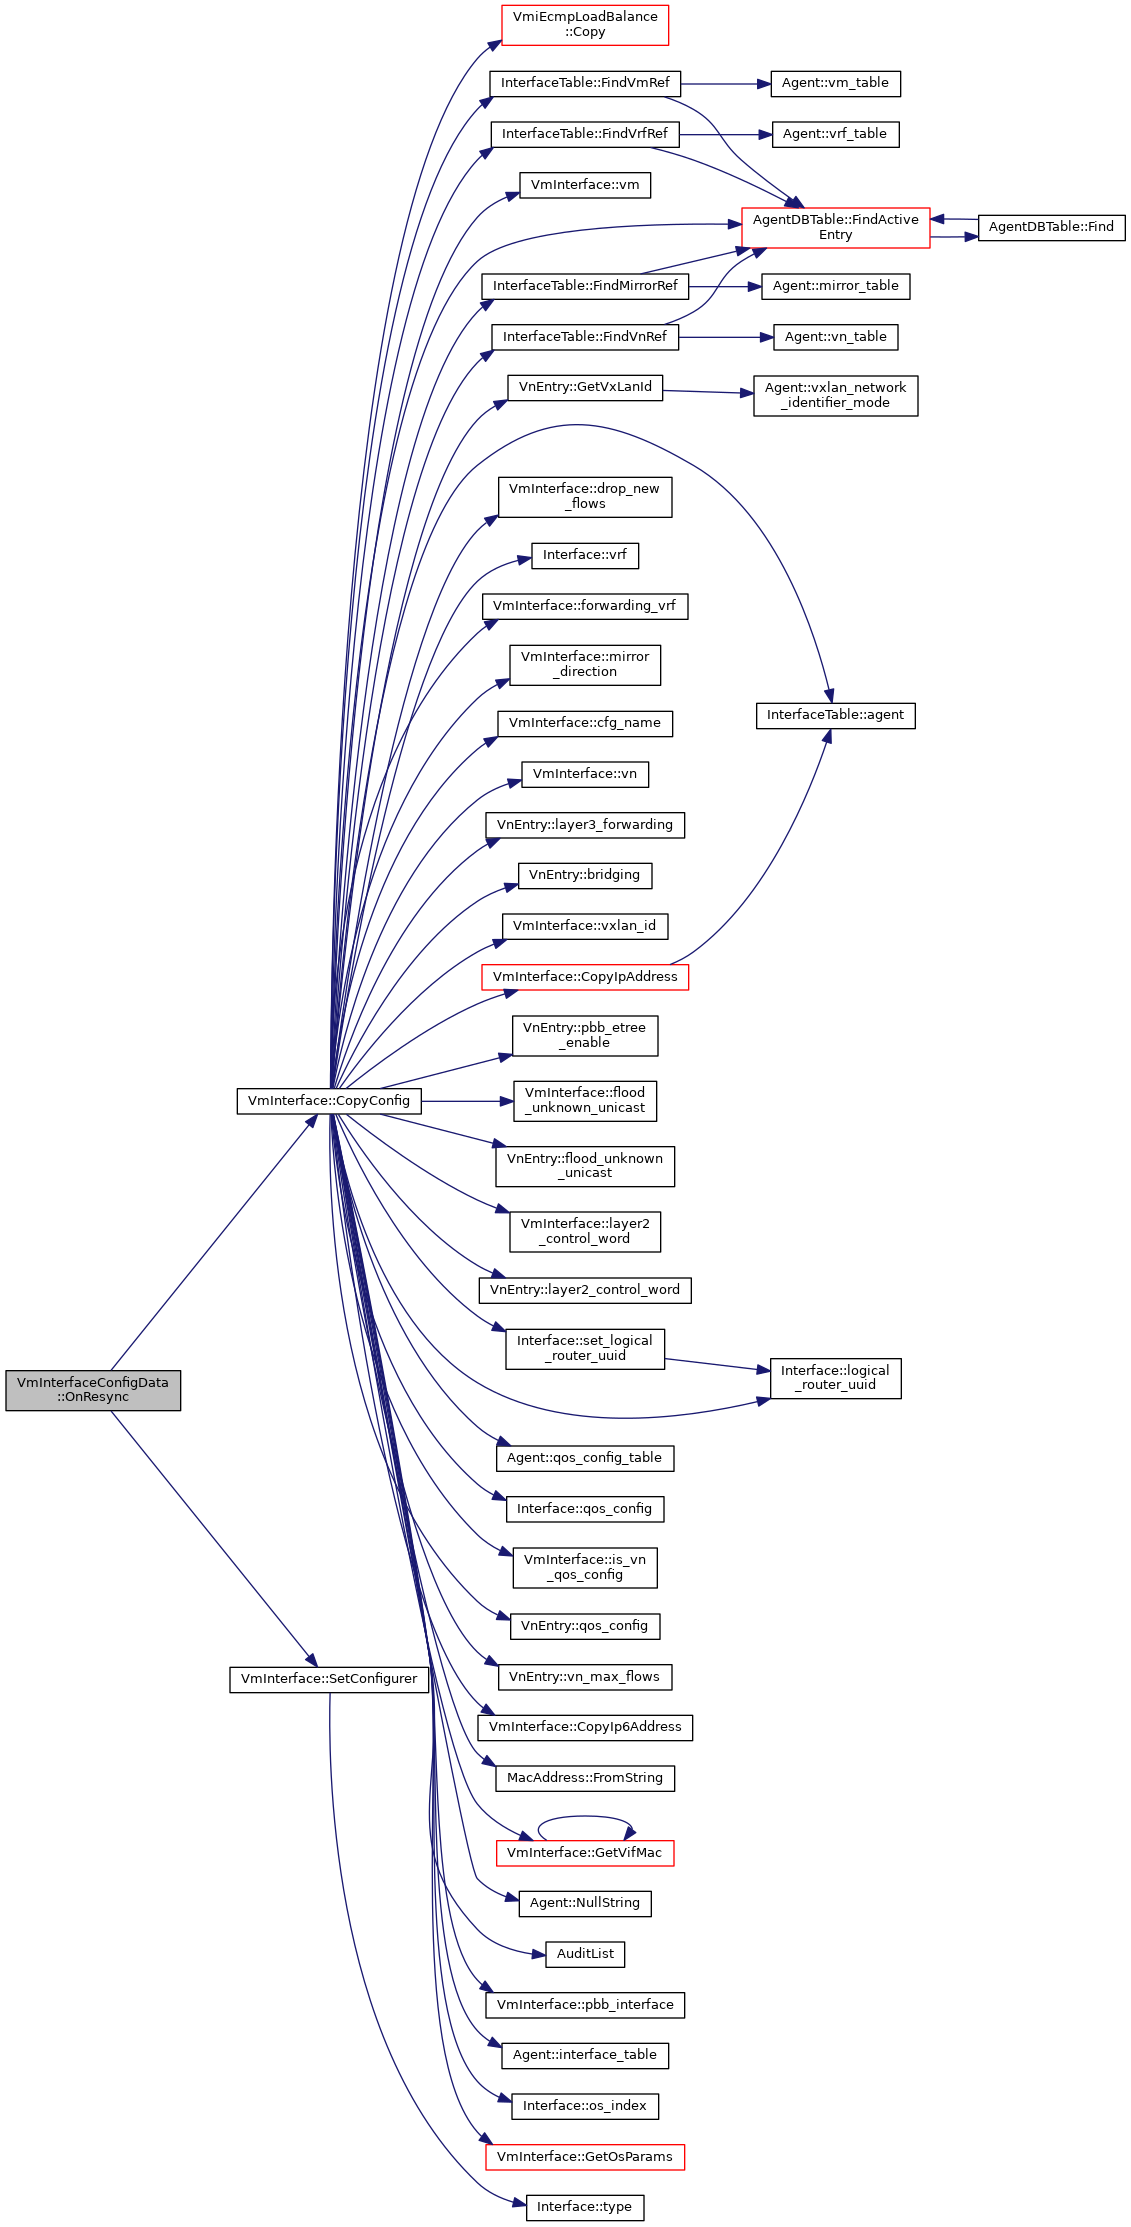 VmiEcmpLoadBalance
::Copy
InterfaceTable::FindVmRef
Agent::vm_table
InterfaceTable::FindVrfRef
Agent::vrf_table
VmInterface::vm
AgentDBTable::FindActive
Entry
AgentDBTable::Find
InterfaceTable::FindMirrorRef
Agent::mirror_table
InterfaceTable::FindVnRef
Agent::vn_table
VnEntry::GetVxLanId
Agent::vxlan_network
_identifier_mode
VmInterface::drop_new
_flows
Interface::vrf
VmInterface::forwarding_vrf
VmInterface::mirror
_direction
InterfaceTable::agent
VmInterface::cfg_name
VmInterface::vn
VnEntry::layer3_forwarding
VnEntry::bridging
VmInterface::vxlan_id
VmInterface::CopyIpAddress
VnEntry::pbb_etree
_enable
VmInterface::CopyConfig
VmInterface::flood
_unknown_unicast
VnEntry::flood_unknown
_unicast
VmInterface::layer2
_control_word
VnEntry::layer2_control_word
Interface::set_logical
_router_uuid
Interface::logical
_router_uuid
VmInterfaceConfigData
::OnResync
Agent::qos_config_table
Interface::qos_config
VmInterface::is_vn
_qos_config
VnEntry::qos_config
VnEntry::vn_max_flows
VmInterface::SetConfigurer
VmInterface::CopyIp6Address
MacAddress::FromString
VmInterface::GetVifMac
Agent::NullString
AuditList
VmInterface::pbb_interface
Agent::interface_table
Interface::os_index
VmInterface::GetOsParams
Interface::type